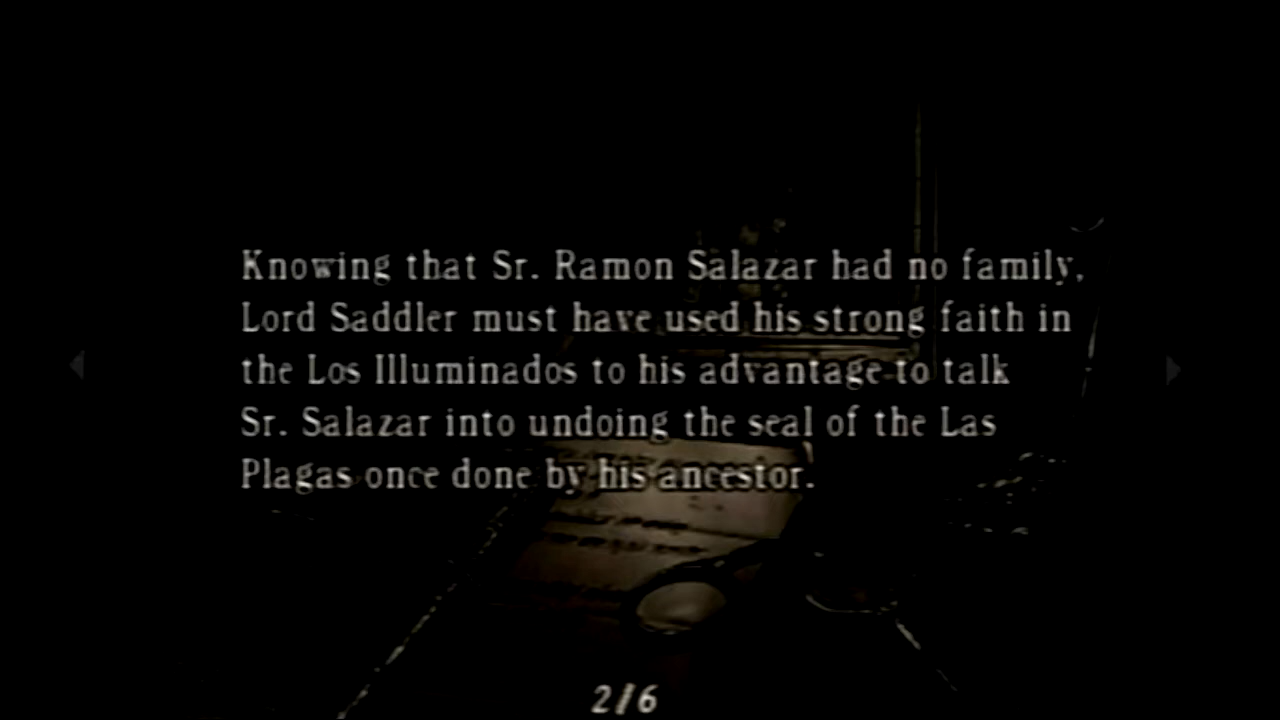 Knowing that Sr. Ramon Salazar had no family,
Lord Saddler must have used his strong faith in
the Los Illuminados to his advantage to talk
Sr. Salazar into undoing the seal of the Las
Plagas once done by his ancestor.
2/6